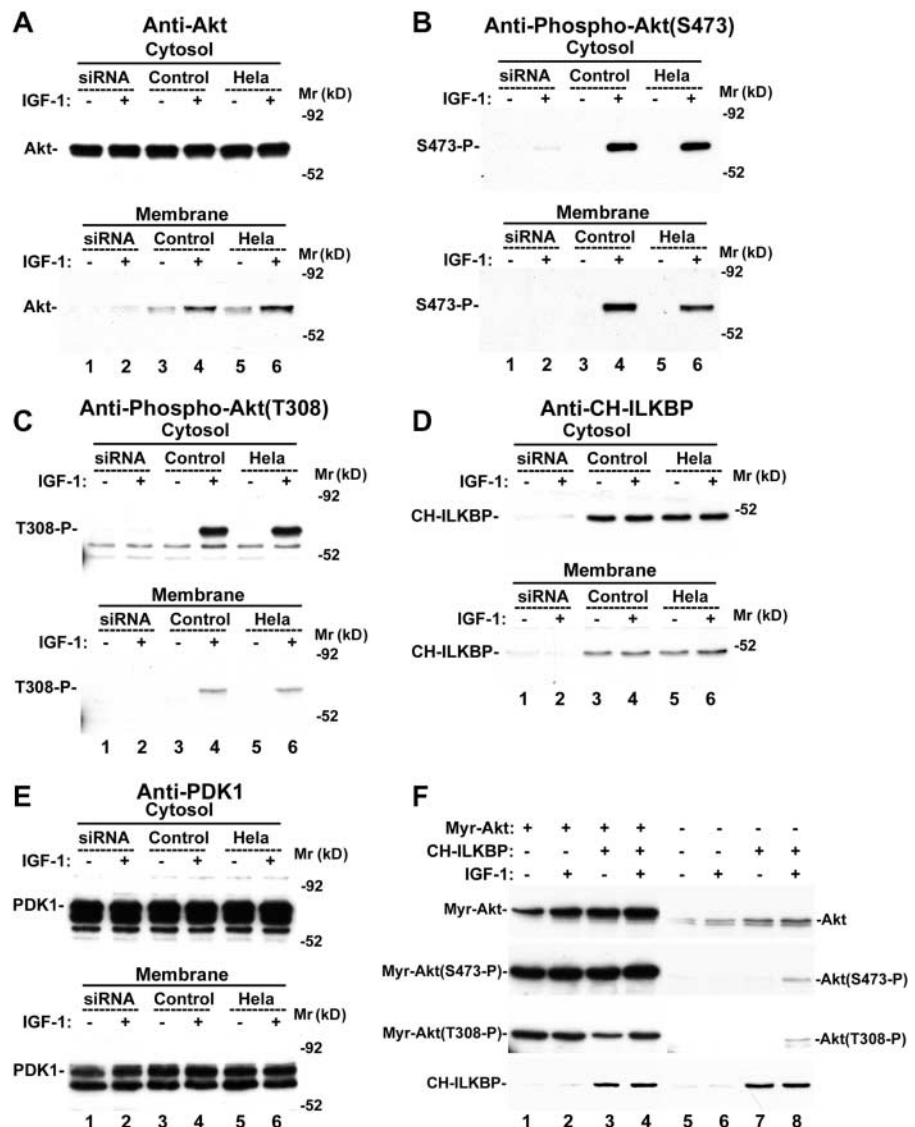 A
Anti-Akt
Cytosol
siRNA Control Hela
IGF-1: - + - + - + Mr (kD)
-92
Akt-
-52
Membrane
siRNA Control Hela
IGF-1: - + - + - + Mr (kD)
-92
Akt-
-52
1 2 3 4 5 6
B
Anti-Phospho-Akt(S473)
Cytosol
siRNA Control Hela
IGF-1: - + - + - + Mr (kD)
-92
S473-P-
-52
Membrane
siRNA Control Hela
IGF-1: - + - + - + Mr (kD)
-92
S473-P-
-52
1 2 3 4 5 6
C
Anti-Phospho-Akt(T308)
Cytosol
siRNA Control Hela
IGF-1: - + - + - + Mr (kD)
-92
T308-P-
-52
Membrane
siRNA Control Hela
IGF-1: - + - + - + Mr (kD)
-92
T308-P-
-52
1 2 3 4 5 6
D
Anti-CH-ILKBP
Cytosol
siRNA Control Hela
IGF-1: - + - + - + Mr (kD)
-52
CH-ILKBP-
Membrane
siRNA Control Hela
IGF-1: - + - + - + Mr (kD)
-52
CH-ILKBP-
1 2 3 4 5 6
E
Anti-PDK1
Cytosol
siRNA Control Hela
IGF-1: - + - + - + Mr (kD)
-92
PDK1-
-52
Membrane
siRNA Control Hela
IGF-1: - + - + - + Mr (kD)
-92
PDK1-
-52
1 2 3 4 5 6
F
Myr-Akt: + + + + - - - -
CH-ILKBP: - - + + - - + +
IGF-1: - + - + - + - +
Myr-Akt- -Akt
Myr-Akt(S473-P)- -Akt(S473-P)
Myr-Akt(T308-P)- -Akt(T308-P)
CH-ILKBP-
1 2 3 4 5 6 7 8